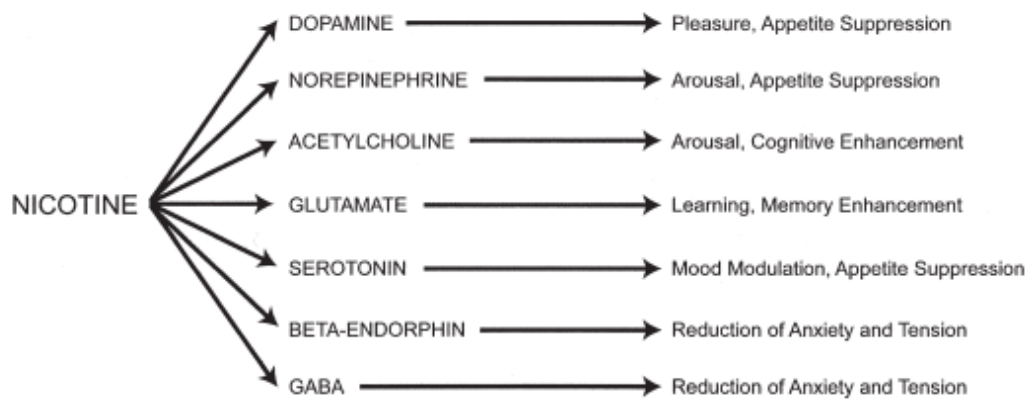 DOPAMINE Pleasure, Appetite Suppression
NOREPINEPHRINE Arousal, Appetite Suppression
ACETYLCHOLINE Arousal, Cognitive Enhancement
NICOTINE GLUTAMATE Learning, Memory Enhancement
SEROTONIN Mood Modulation, Appetite Suppression
BETA-ENDORPHIN Reduction of Anxiety and Tension
GABA Reduction of Anxiety and Tension